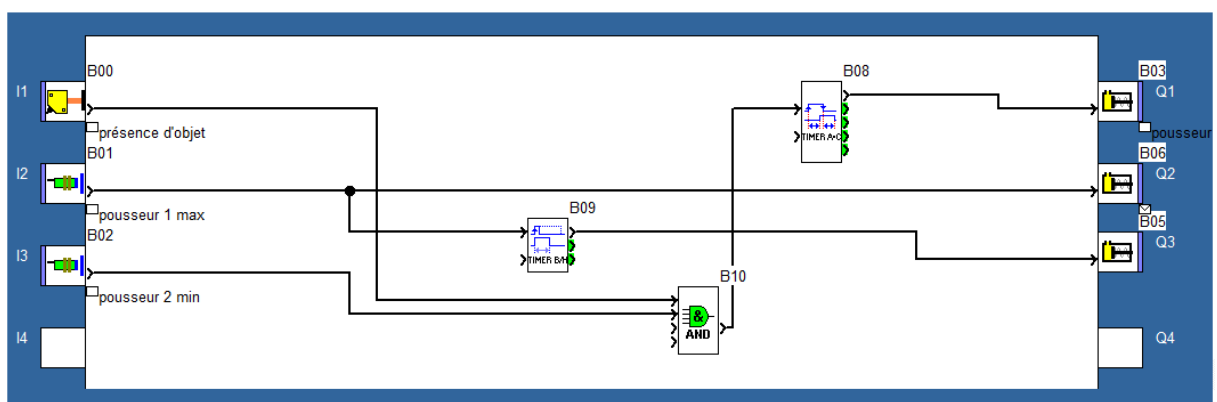 B00
B08
B03
I1
Q1
présence d'objet
TIMER A•C
pousseur
B01
B06
I2
Q2
pousseur 1 max
B09
B02
B05
I3
Q3
TIMER B/H
B10
pousseur 2 min
&
AND
I4
Q4